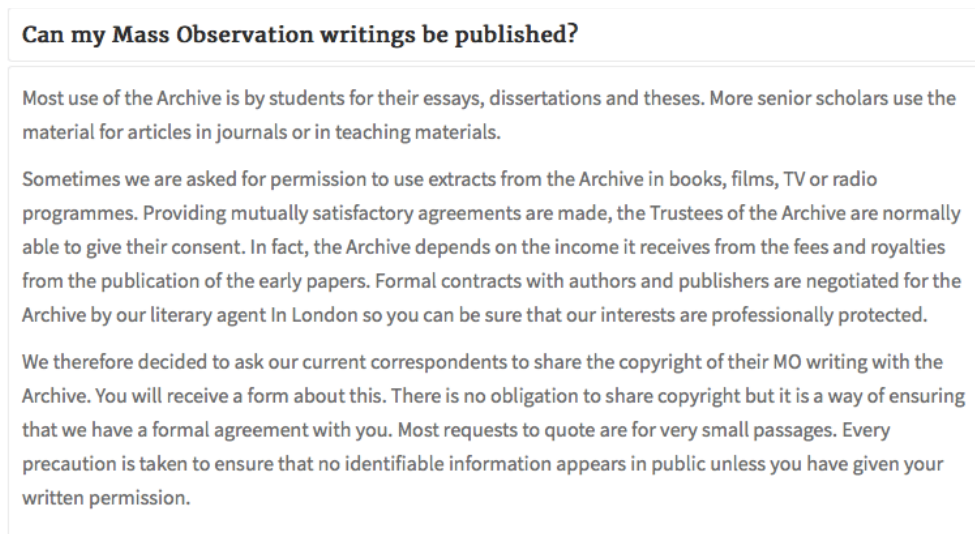 Can my Mass Observation writings be published?
Most use of the Archive is by students for their essays, dissertations and theses. More senior scholars use the
material for articles in journals or in teaching materials.
Sometimes we are asked for permission to use extracts from the Archive in books, films, TV or radio
programmes. Providing mutually satisfactory agreements are made, the Trustees of the Archive are normally
able to give their consent. In fact, the Archive depends on the income it receives from the fees and royalties
from the publication of the early papers. Formal contracts with authors and publishers are negotiated for the
Archive by our literary agent In London so you can be sure that our interests are professionally protected.
We therefore decided to ask our current correspondents to share the copyright of their MO writing with the
Archive. You will receive a form about this. There is no obligation to share copyright but it is a way of ensuring
that we have a formal agreement with you. Most requests to quote are for very small passages. Every
precaution is taken to ensure that no identifiable information appears in public unless you have given your
written permission.